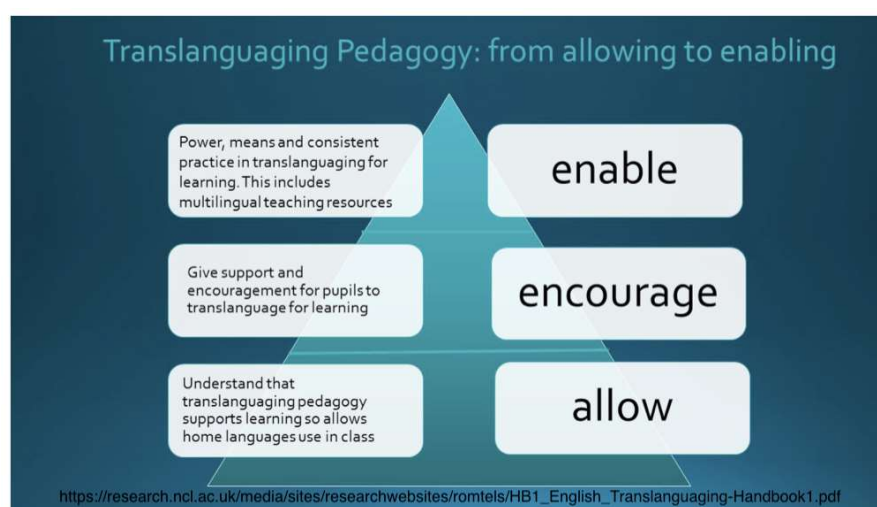 Translanguaging Pedagogy: from allowing to enabling
Power, means and consistent
practice in translanguaging for
learning. This includes
multilingual teaching resources
enable
Give support and
encouragement for pupils to
translanguage for learning
encourage
Understand that
translanguaging pedagogy
supports learning so allows
home languages use in class
allow
https://research.ncl.ac.uk/media/sites/researchwebsites/romtels/HB1_English_Translanguaging-Handbook1.pdf